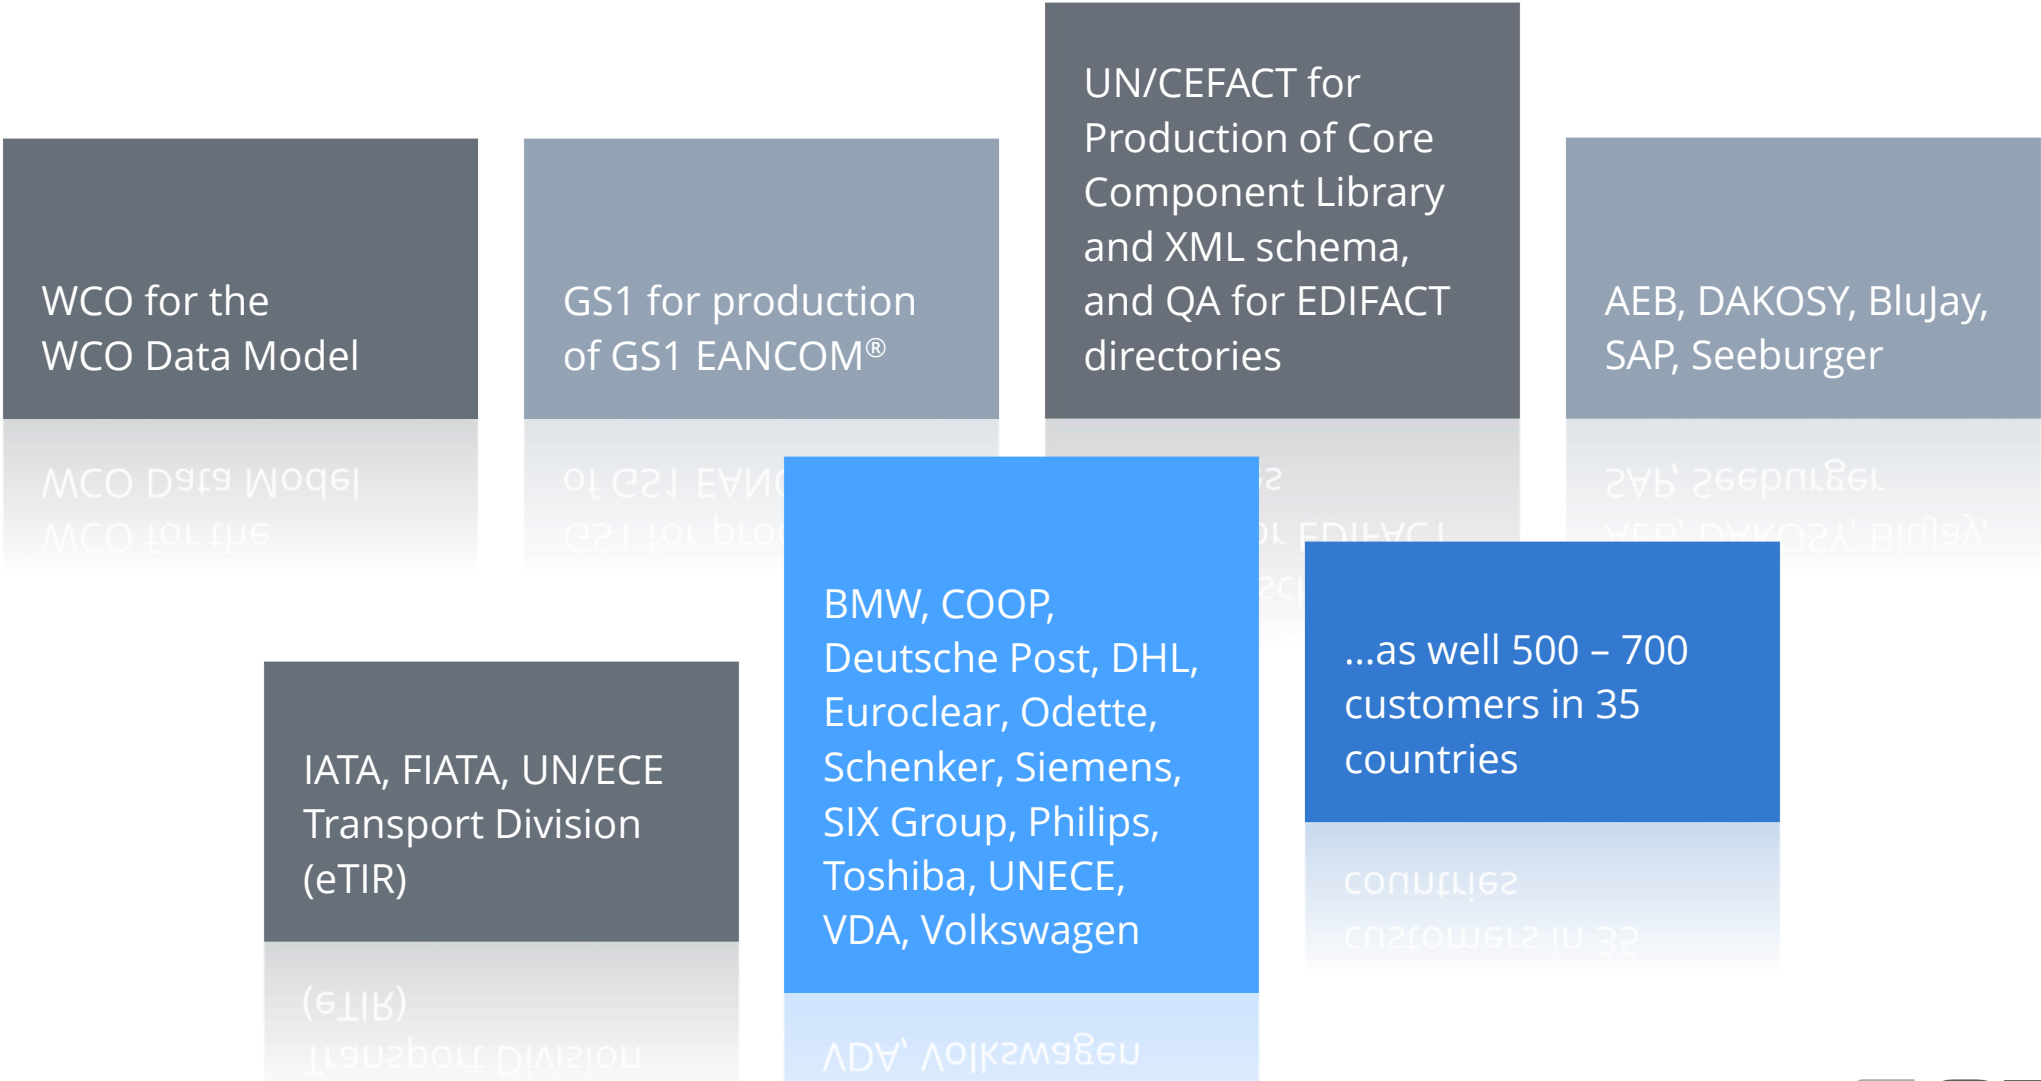 WCO for the
WCO Data Model
GS1 for production
of GS1 EANCOM®
UN/CEFACT for
Production of Core
Component Library
and XML schema,
and QA for EDIFACT
directories
AEB, DAKOSY, BluJay,
SAP, Seeburger
IATA, FIATA, UN/ECE
Transport Division
(eTIR)
BMW, COOP,
Deutsche Post, DHL,
Euroclear, Odette,
Schenker, Siemens,
SIX Group, Philips,
Toshiba, UNECE,
VDA, Volkswagen
...as well 500 – 700
customers in 35
countries